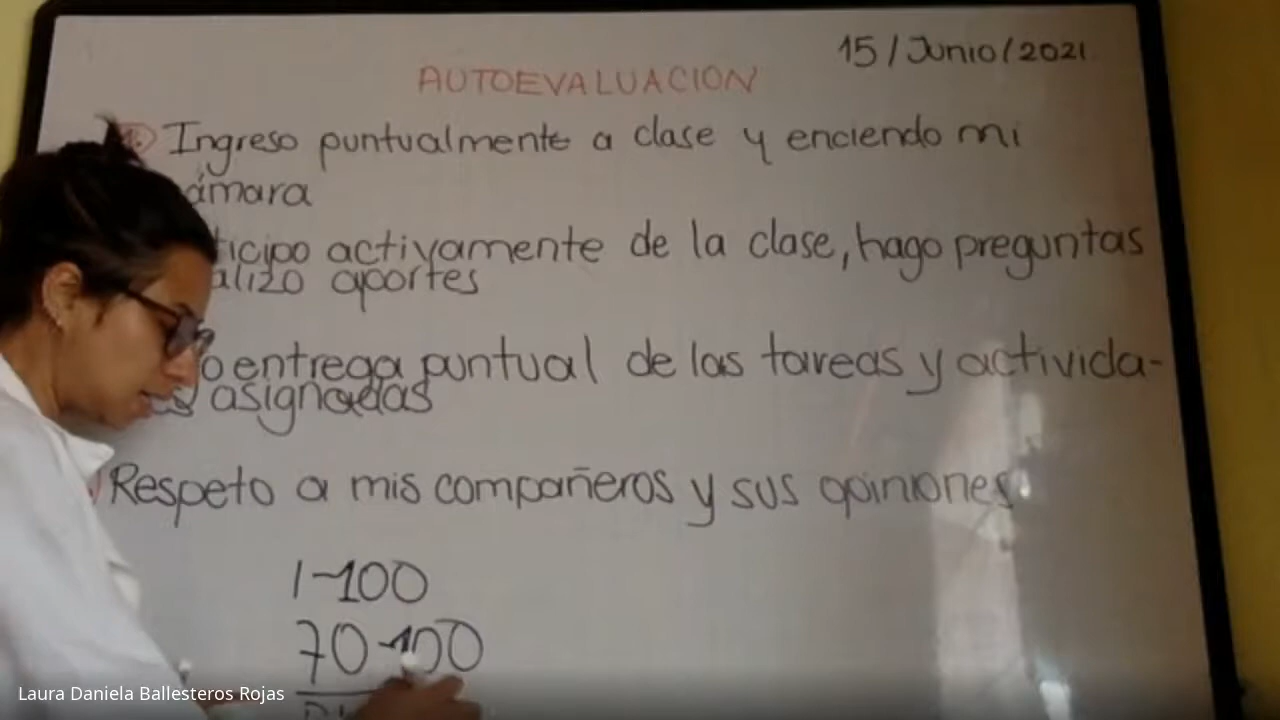 15/Junio/2021
AUTOEVALUACION
1. Ingreso puntualmente a clase y enciendo mi
ámara
ticipo activamente de la clase, hago preguntas
alizo aportes
o entrega puntual de las tareas y activida-
es asignadas
Respeto a mis compañeros y sus opiniones
1-100
70-100
Laura Daniela Ballesteros Rojas